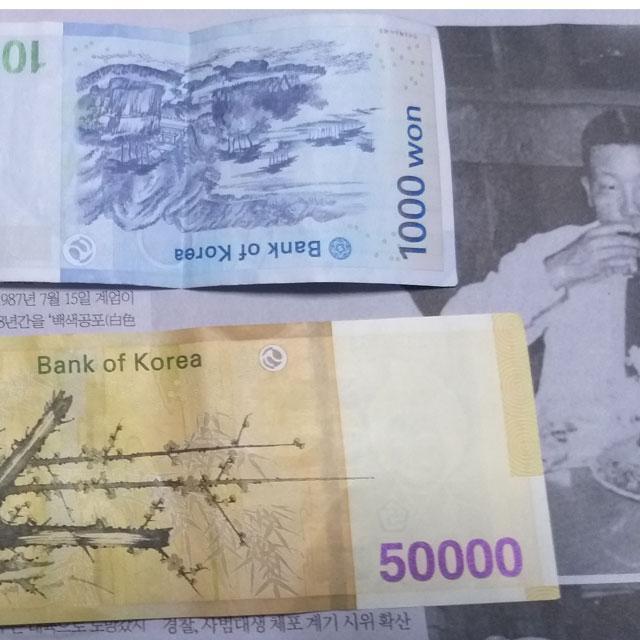 10
1000 won
Bank of Korea
987년 7월 15일 계엄이
8년간을 '백색공포(白色
Bank of Korea
50000
경찰, 사범대생 체포 계기 시위 확산